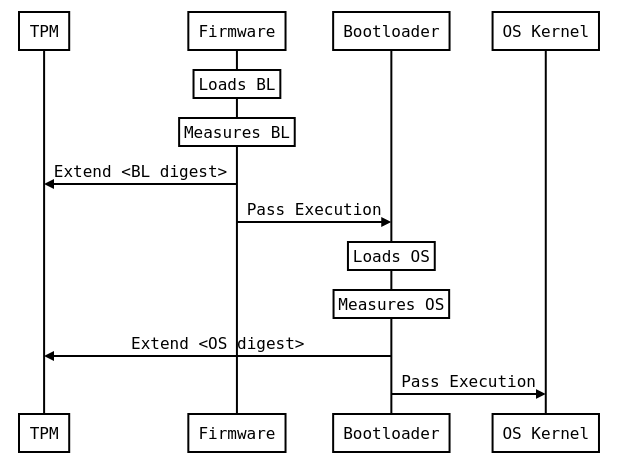 TPM Firmware Bootloader OS Kernel
Loads BL
Measures BL
Extend <BL digest>
Pass Execution
Loads OS
Measures OS
Extend <OS digest>
Pass Execution
TPM Firmware Bootloader OS Kernel